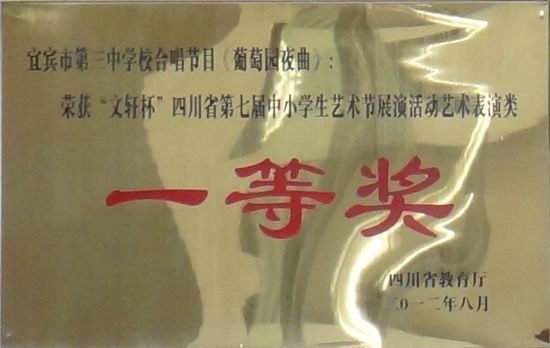 宜宾市第三中学校合唱节目《葡萄园夜曲》：
荣获“文轩杯”四川省第七届中小学生艺术节展演活动艺术表演类
一等奖
四川省教育厅
二〇一二年八月